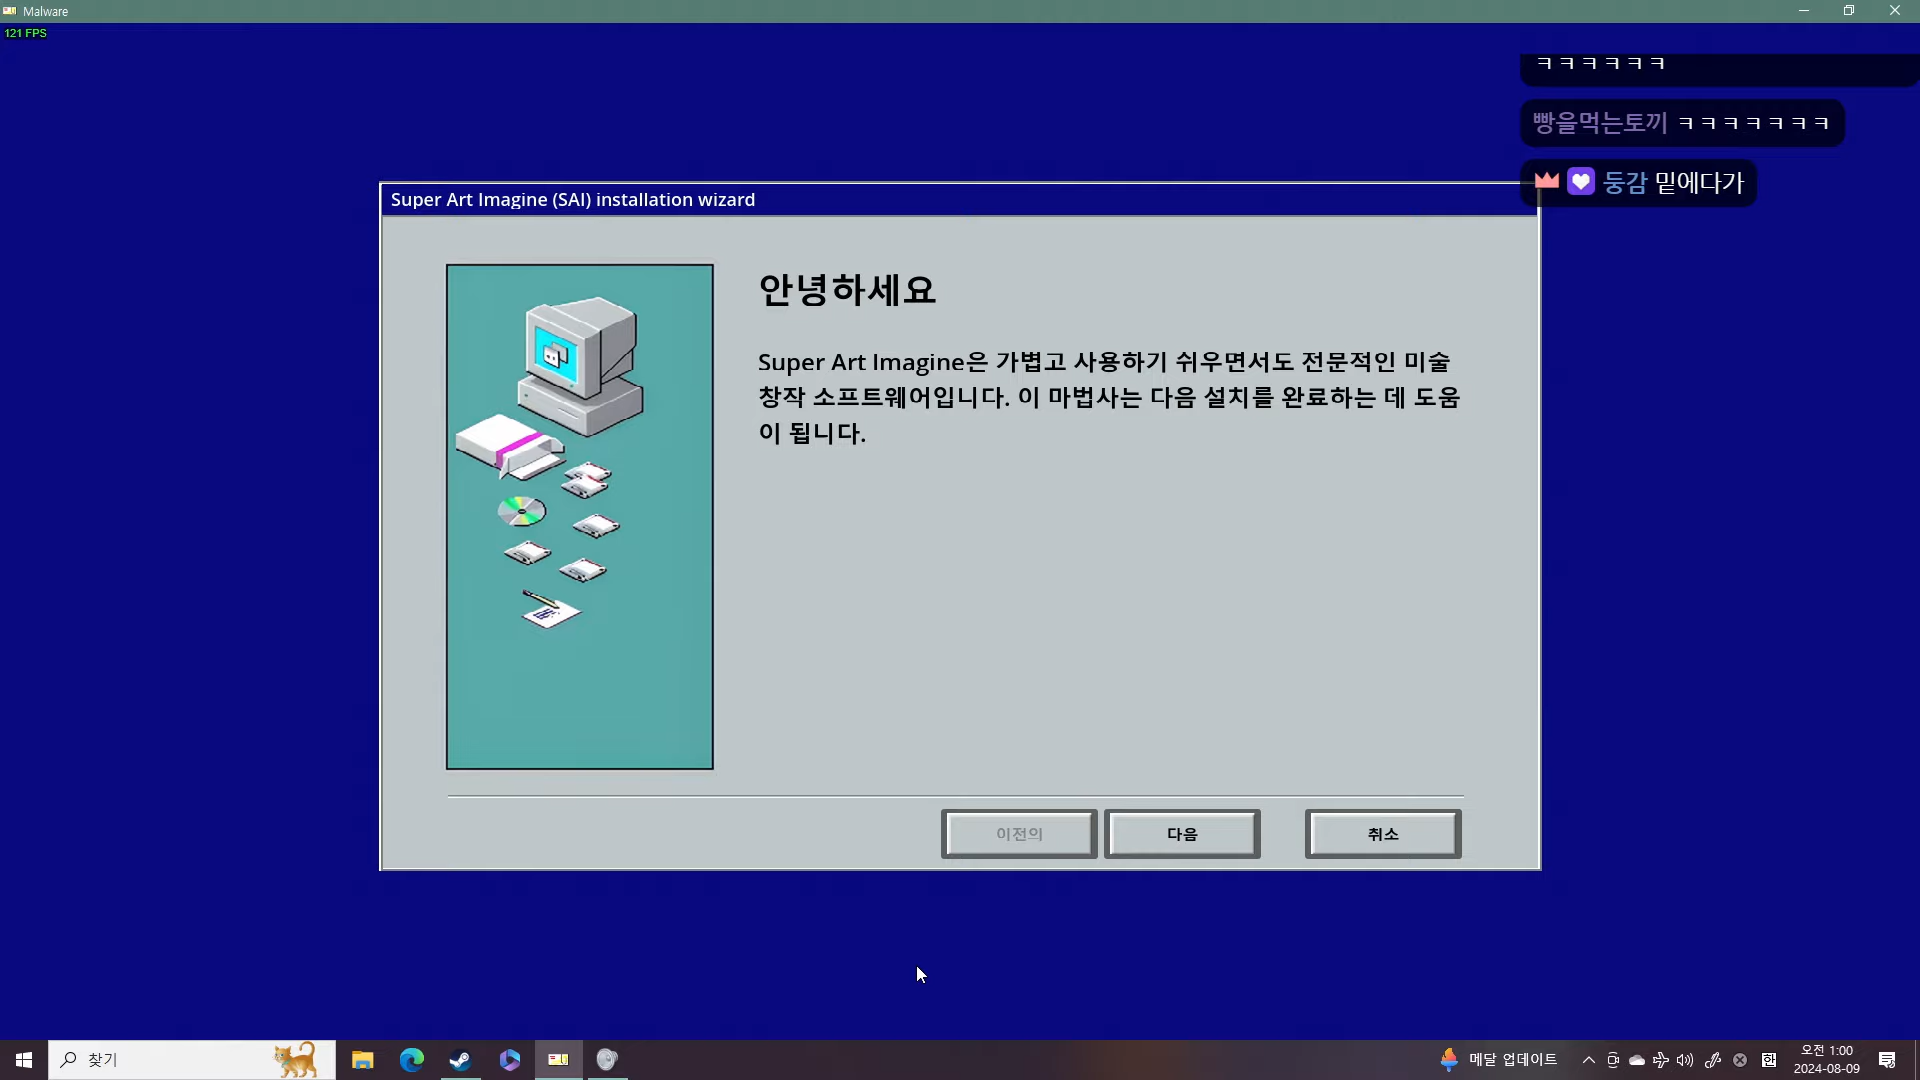 Malware
121 FPS
ㅋㅋㅋㅋㅋㅋ
빵을먹는토끼 ㅋㅋㅋㅋㅋㅋㅋ
둥감 밑에다가
Super Art Imagine (SAI) installation wizard
안녕하세요
Super Art Imagine은 가볍고 사용하기 쉬우면서도 전문적인 미술
창작 소프트웨어입니다. 이 마법사는 다음 설치를 완료하는 데 도움
이 됩니다.
이전의
다음
취소
찾기
메달 업데이트
한
오전 1:00
2024-08-09